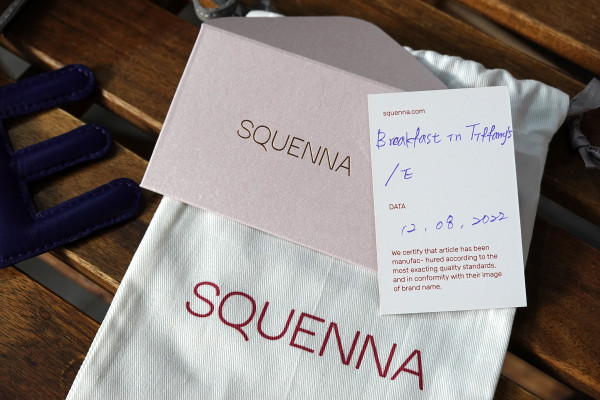 SQUENNA
squenna.com
Breakfast in Tiffany's
/E
DATA
12. 08. 2022
We certify that article has been
manufac- hured according to the
most exacting quality standards,
and in conformity with their image
of brand name.
SQUENNA